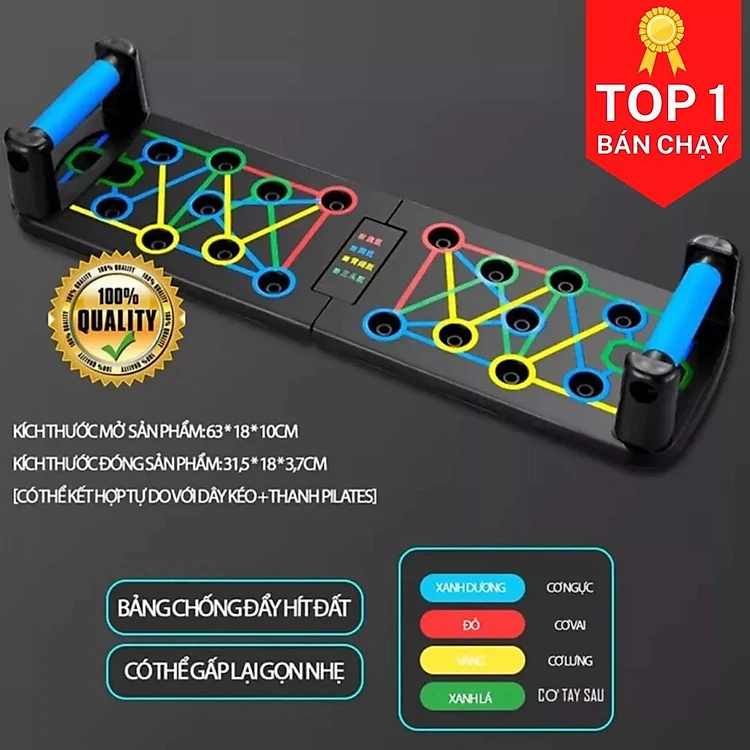 TOP 1
BÁN CHẠY
100%
QUALITY
KÍCH THƯỚC MỞ SẢN PHẨM: 63 * 18 * 10CM
KÍCH THƯỚC ĐÓNG SẢN PHẨM: 31,5 * 18 * 3,7CM
[CÓ THỂ KẾT HỢP TỰ DO VỚI DÂY KÉO + THANH PILATES]
BẢNG CHỐNG ĐẨY HÍT ĐẤT
CÓ THỂ GẤP LẠI GỌN NHẸ
XANH DƯƠNG CƠ NGỰC
ĐỎ CƠ VAI
VÀNG CƠ LƯNG
XANH LÁ CƠ TAY SAU